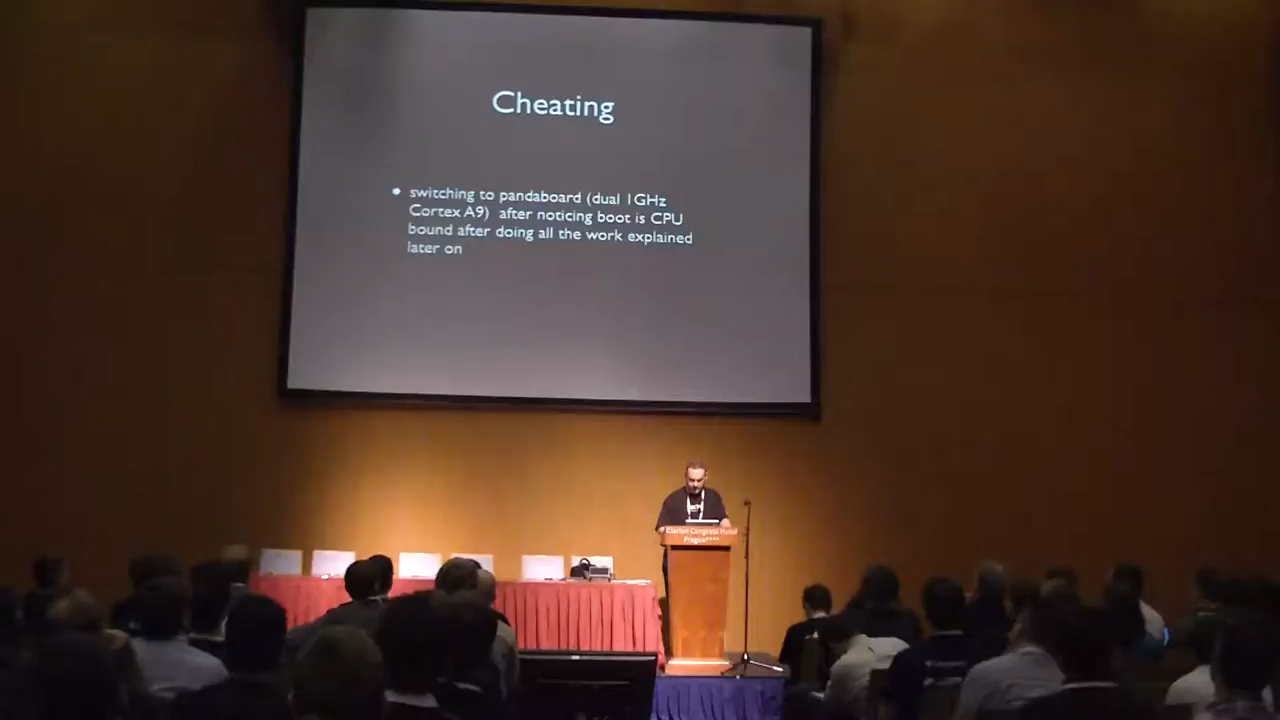 Cheating
• switching to pandaboard (dual 1GHz
Cortex A9)  after noticing boot is CPU
bound after doing all the work explained
later on
Clarion Congress Hotel
Prague****